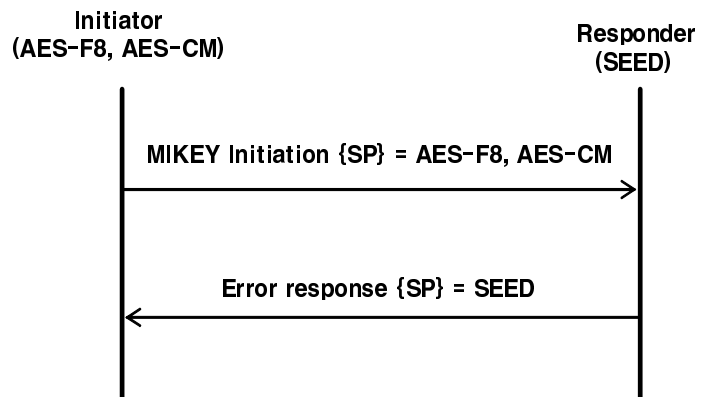 Initiator
(AES-F8, AES-CM)
Responder
(SEED)
MIKEY Initiation {SP} = AES-F8, AES-CM
Error response {SP} = SEED